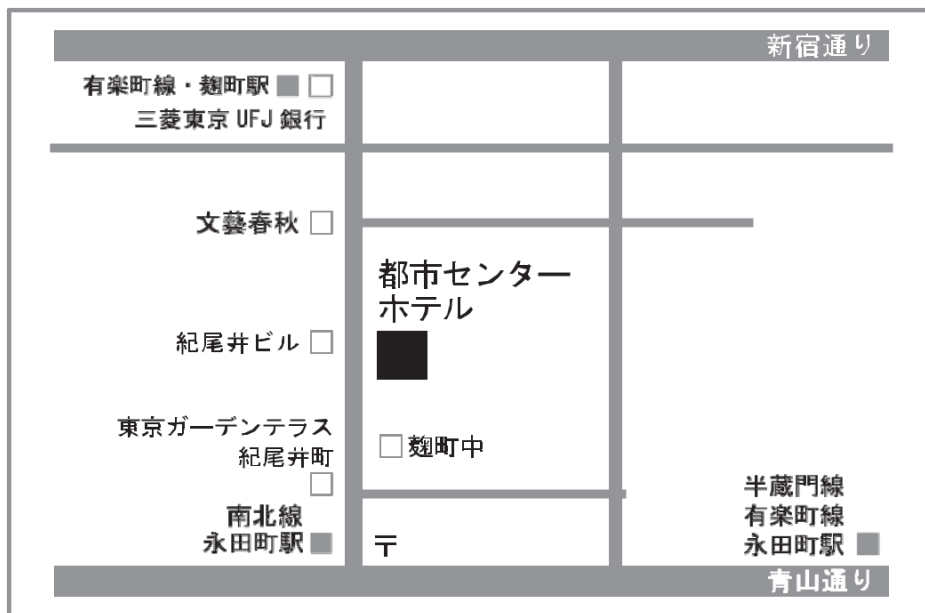 新宿通り
有楽町線・麹町駅
三菱東京 UFJ 銀行
文藝春秋
都市センター
ホテル
紀尾井ビル
東京ガーデンテラス
紀尾井町
麹町中
南北線
永田町駅
〒
半蔵門線
有楽町線
永田町駅
青山通り